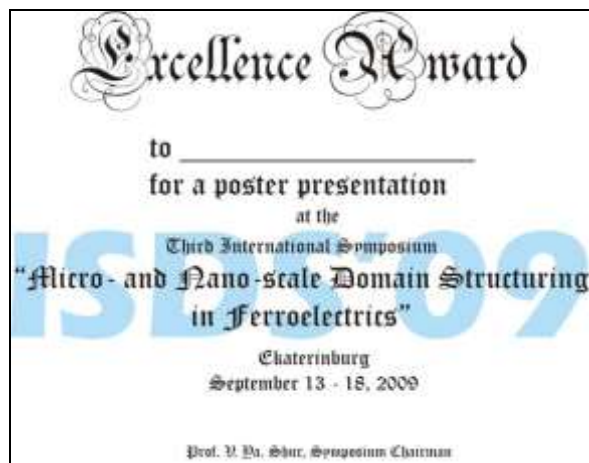 Excellence Award
to ________________
for a poster presentation
at the
Third International Symposium
“Micro- and Nano-scale Domain Structuring
in Ferroelectrics”
ISDS'09
Ekaterinburg
September 13 - 18, 2009
Prof. V. Ya. Shur, Symposium Chairman